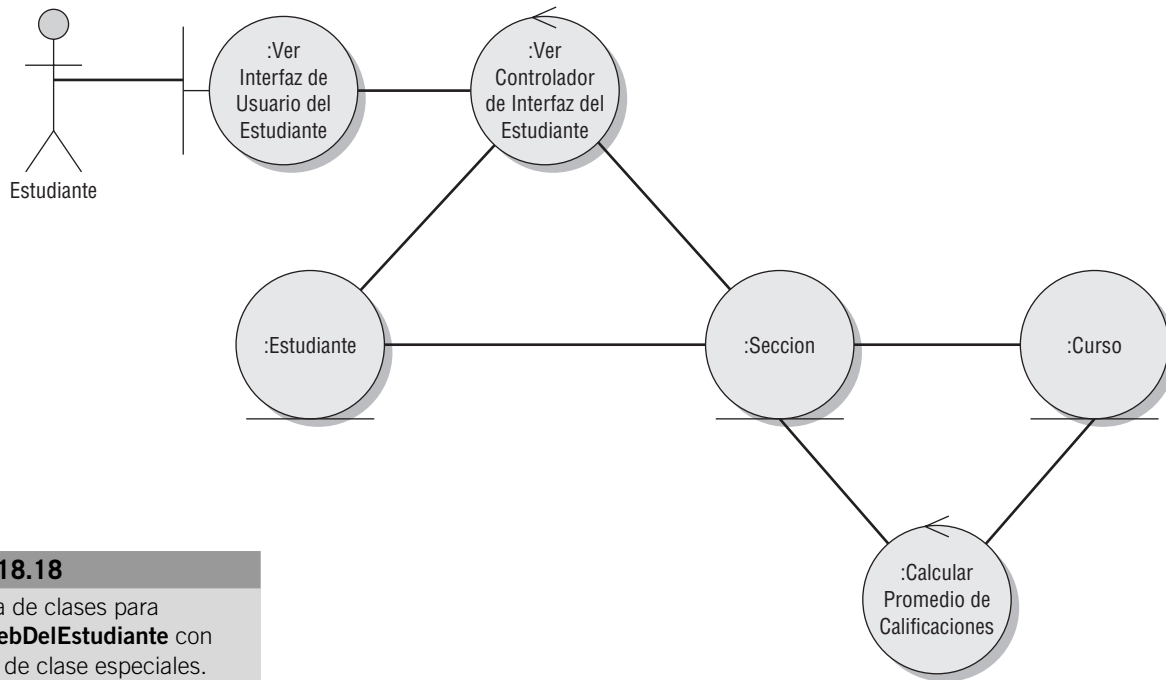 :Ver
Interfaz de
Usuario del
Estudiante
:Ver
Controlador
de Interfaz del
Estudiante
Estudiante
:Estudiante
:Seccion
:Curso
:Calcular
Promedio de
Calificaciones
18.18
a de clases para
ebDelEstudiante con
de clase especiales.